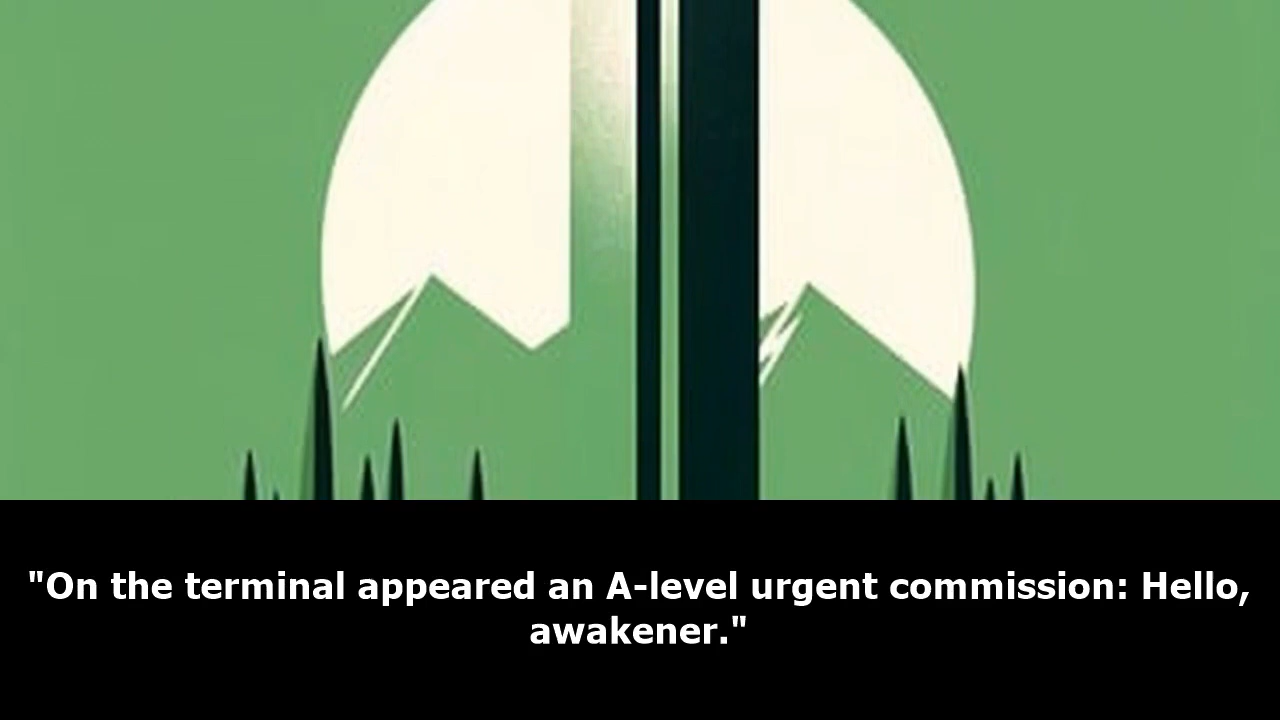 "On the terminal appeared an A-level urgent commission: Hello,
awakener."